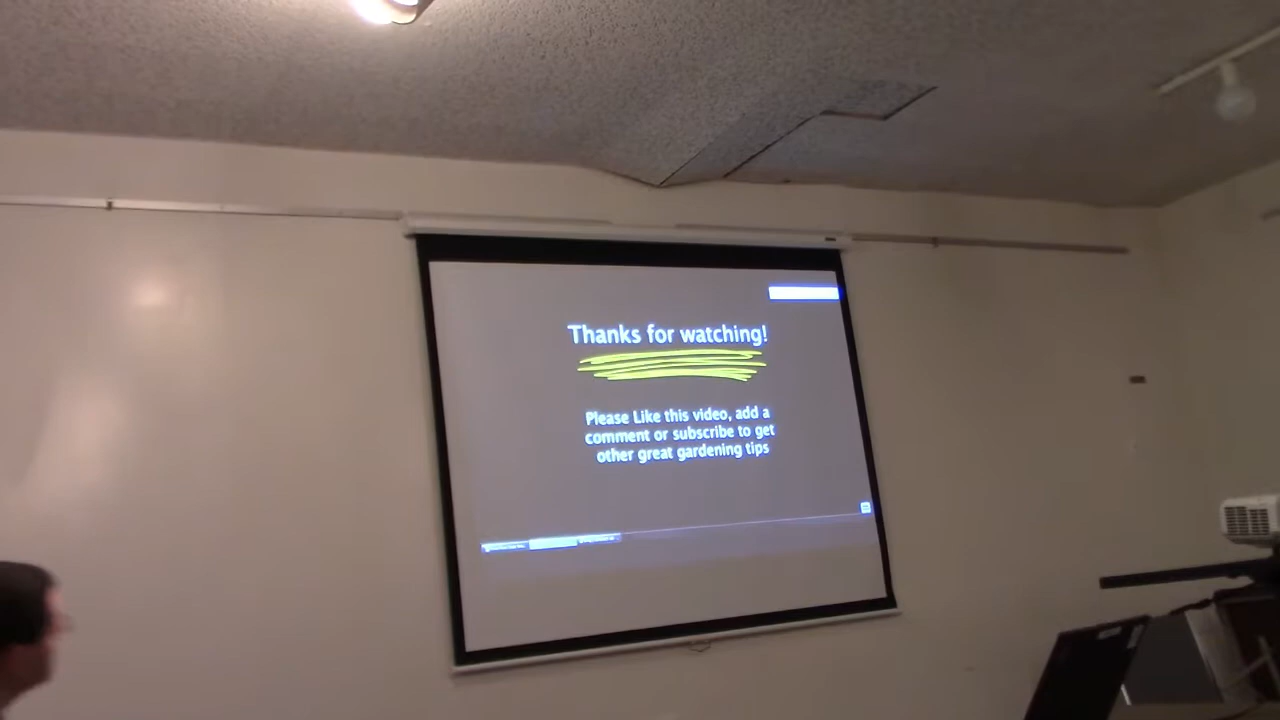 Thanks for watching!
Please Like this video, add a
comment or subscribe to get
other great gardening tips